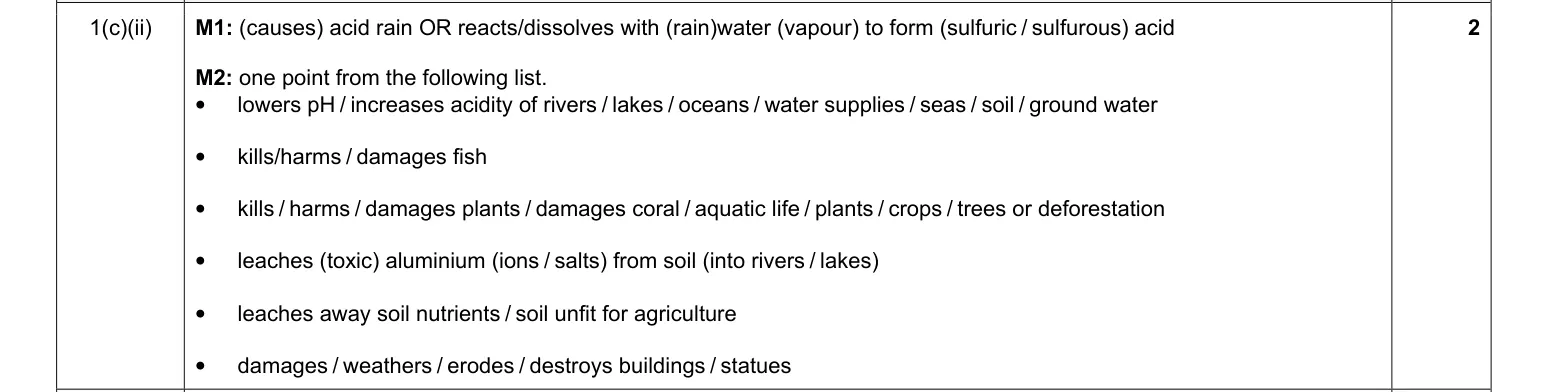 1(c)(ii) M1: (causes) acid rain OR reacts/dissolves with (rain)water (vapour) to form (sulfuric / sulfurous) acid 2
M2: one point from the following list.
• lowers pH / increases acidity of rivers / lakes / oceans / water supplies / seas / soil / ground water
• kills/harms / damages fish
• kills / harms / damages plants / damages coral / aquatic life / plants / crops / trees or deforestation
• leaches (toxic) aluminium (ions / salts) from soil (into rivers / lakes)
• leaches away soil nutrients / soil unfit for agriculture
• damages / weathers / erodes / destroys buildings / statues